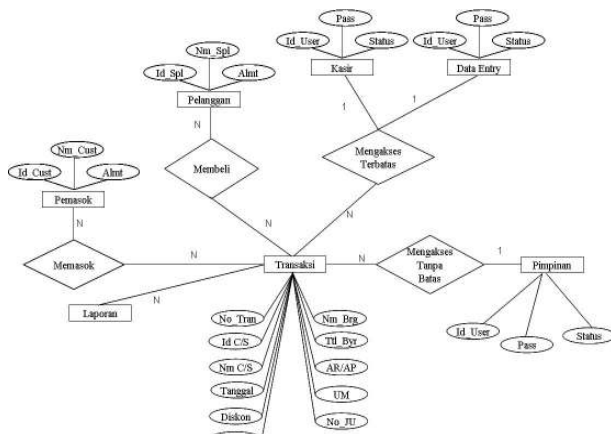 Pass
Id_User
Status
Kasir
Pass
Id_User
Status
Data Entry
Nm_Spl
Id_Spl
Almt
Pelanggan
1
1
N
Membeli
Mengakses
Terbatas
Nm_Cust
Id_Cust
Almt
Pemasok
N
N
N
Memasok
N
Transaksi
N
Mengakses
Tanpa
Batas
1
Pimpinan
Laporan
N
No_Tran
Id C/S
Nm C/S
Tanggal
Diskon
Nm_Brg
Ttl_Byr
AR/AP
UM
No_JU
Id_User
Pass
Status